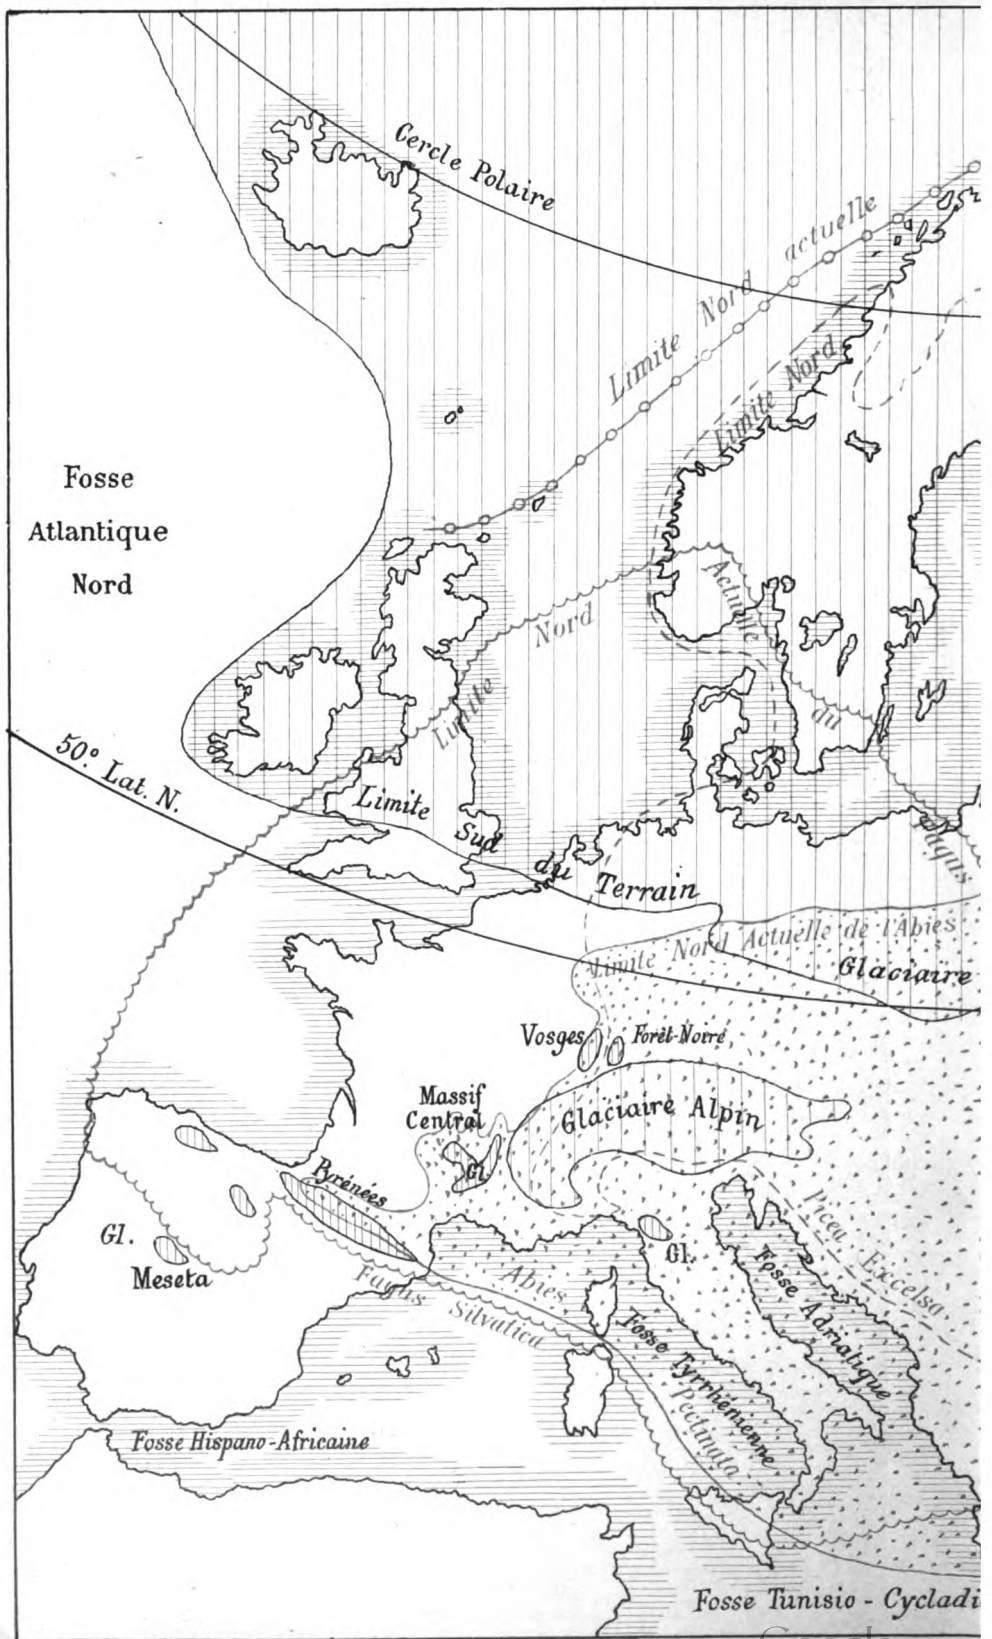 Cercle Polaire
Limite Nord actuelle
Limite Nord
Fosse
Atlantique
Nord
Limite Nord Actuelle du Fagus
50° Lat. N.
Limite Sud du Terrain Glaciaire
Limite Nord Actuelle de l'Abies
Vosges
Forêt-Noire
Massif
Central
Gl.
Glaciaire Alpin
Pyrénées
Gl.
Meseta
Gl.
Picea Excelsa
Fosse Adriatique
Fagus Silvatica
Abies Pectinata
Fosse Tyrrhénienne
Fosse Hispano-Africaine
Fosse Tunisio - Cycladi